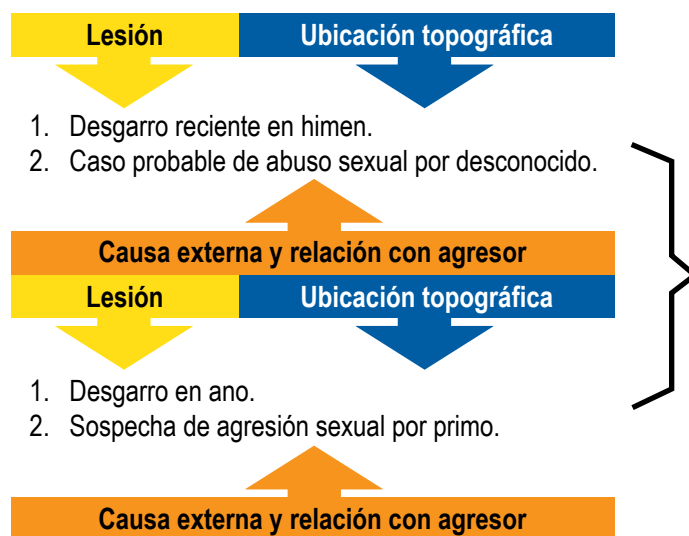 Lesión Ubicación topográfica
1. Desgarro reciente en himen.
2. Caso probable de abuso sexual por desconocido.
Causa externa y relación con agresor
Lesión Ubicación topográfica
1. Desgarro en ano.
2. Sospecha de agresión sexual por primo.
Causa externa y relación con agresor